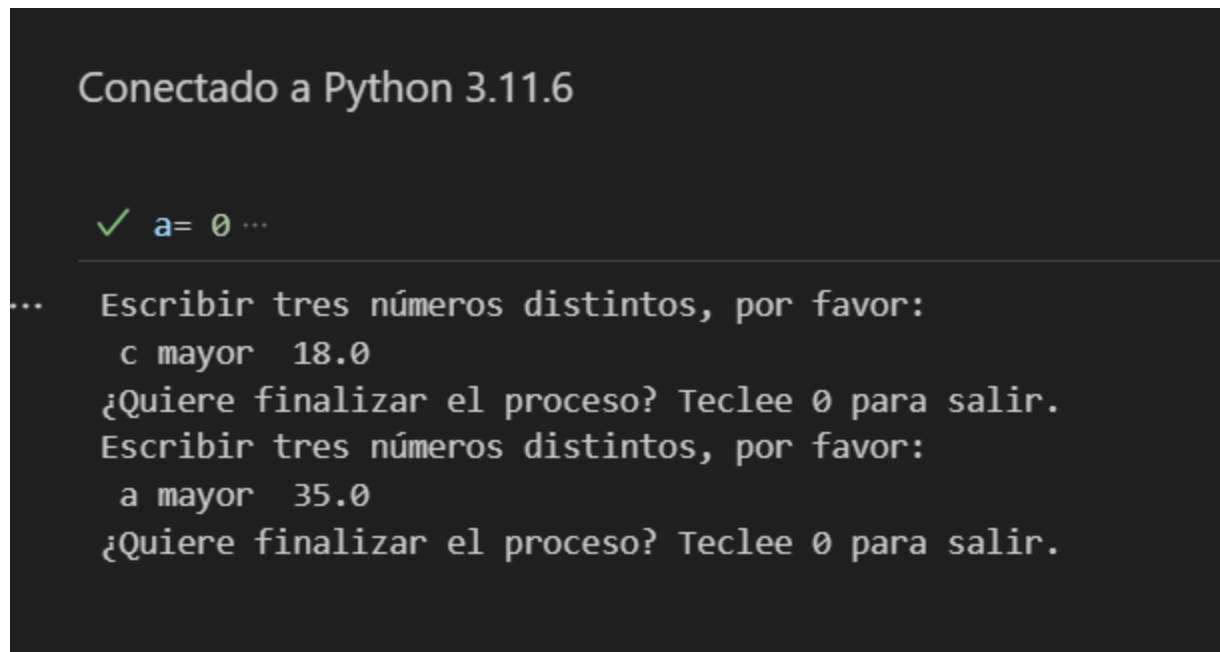 Conectado a Python 3.11.6
✓ a= 0 ···
... Escribir tres números distintos, por favor:
c mayor  18.0
¿Quiere finalizar el proceso? Teclee 0 para salir.
Escribir tres números distintos, por favor:
a mayor  35.0
¿Quiere finalizar el proceso? Teclee 0 para salir.